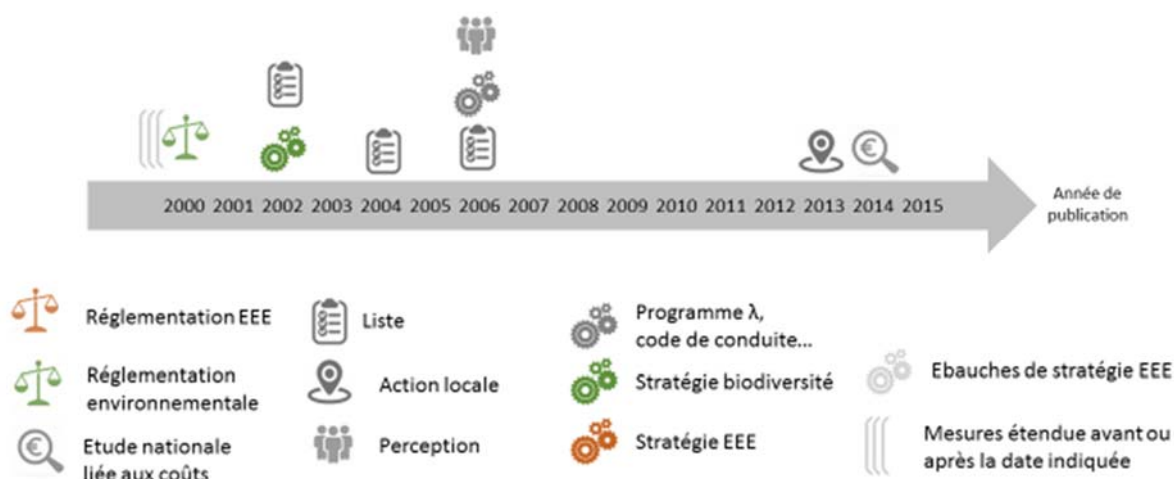 2000 2001 2002 2003 2004 2005 2006 2007 2008 2009 2010 2011 2012 2013 2014 2015
Année de
publication
Réglementation EEE
Réglementation
environnementale
Etude nationale
liée aux coûts
Liste
Action locale
Perception
Programme λ,
code de conduite...
Stratégie biodiversité
Stratégie EEE
Ebauches de stratégie EEE
Mesures étendue avant ou
après la date indiquée